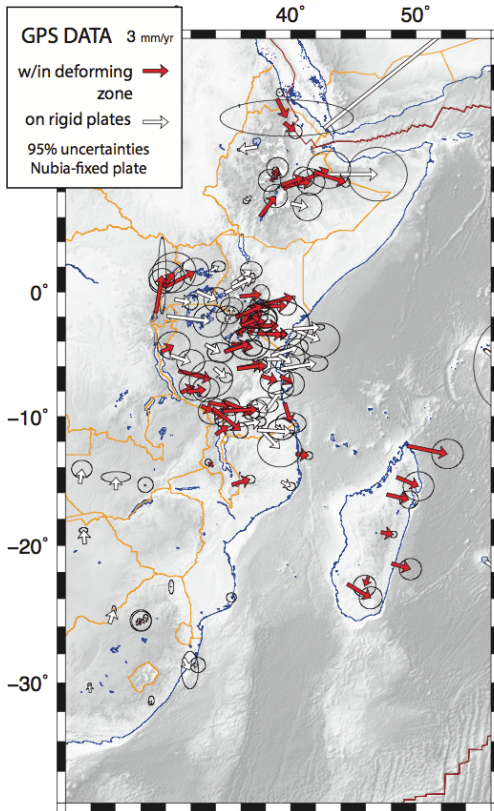 GPS DATA 3 mm/yr
w/in deforming
zone
on rigid plates
95% uncertainties
Nubia-fixed plate
40° 50°
0°
−10°
−20°
−30°